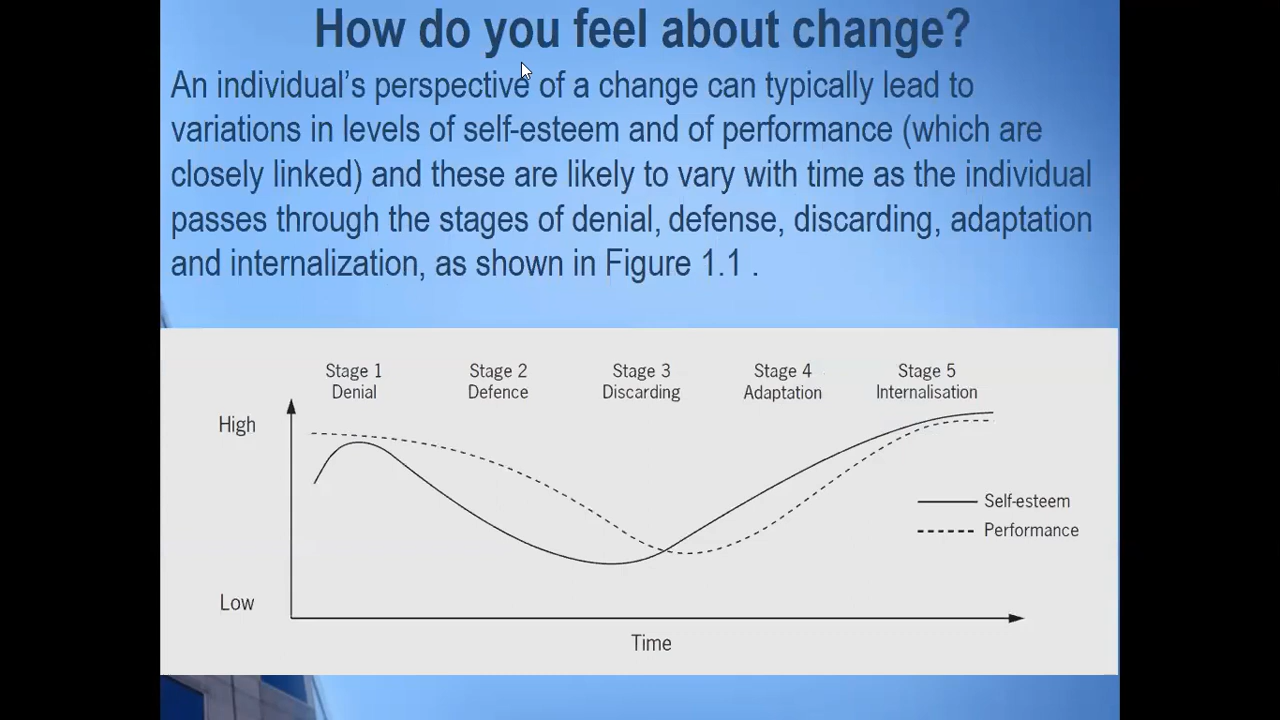 How do you feel about change?
An individual's perspective of a change can typically lead to
variations in levels of self-esteem and of performance (which are
closely linked) and these are likely to vary with time as the individual
passes through the stages of denial, defense, discarding, adaptation
and internalization, as shown in Figure 1.1 .
Stage 1 Stage 2 Stage 3 Stage 4 Stage 5
Denial Defence Discarding Adaptation Internalisation
High
Self-esteem
Performance
Low
Time